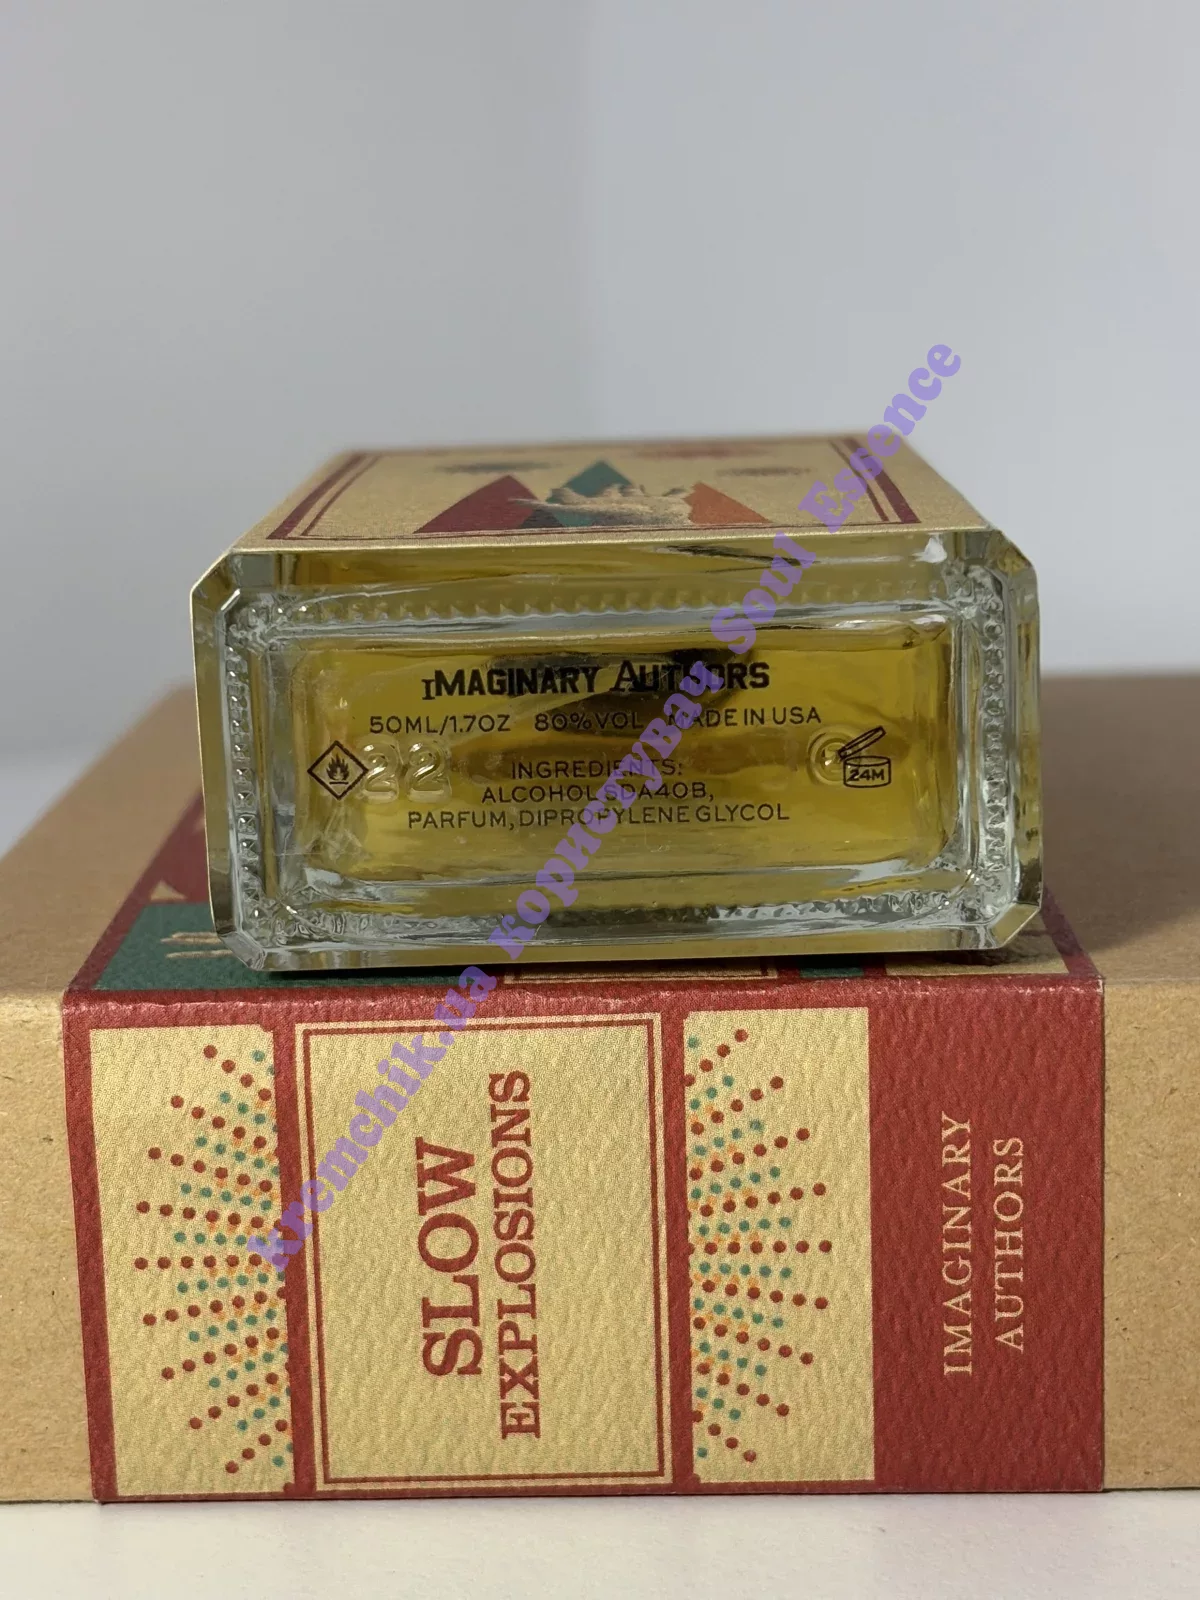 IMAGINARY AUTHORS
50ML/1.7OZ 80%VOL MADE IN USA
22
24M
INGREDIENTS:
ALCOHOL SDA40B,
PARFUM, DIPROPYLENE GLYCOL
SLOW
EXPLOSIONS
IMAGINARY
AUTHORS
kremchik.ua користувач Soul Essence